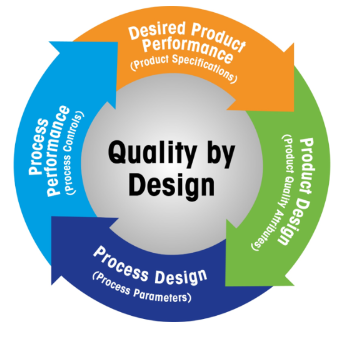 Desired Product
Performance
(Product Specifications)
Product Design
(Product Quality Attributes)
Process Design
(Process Parameters)
Process
Performance
(Process Controls)
Quality by
Design